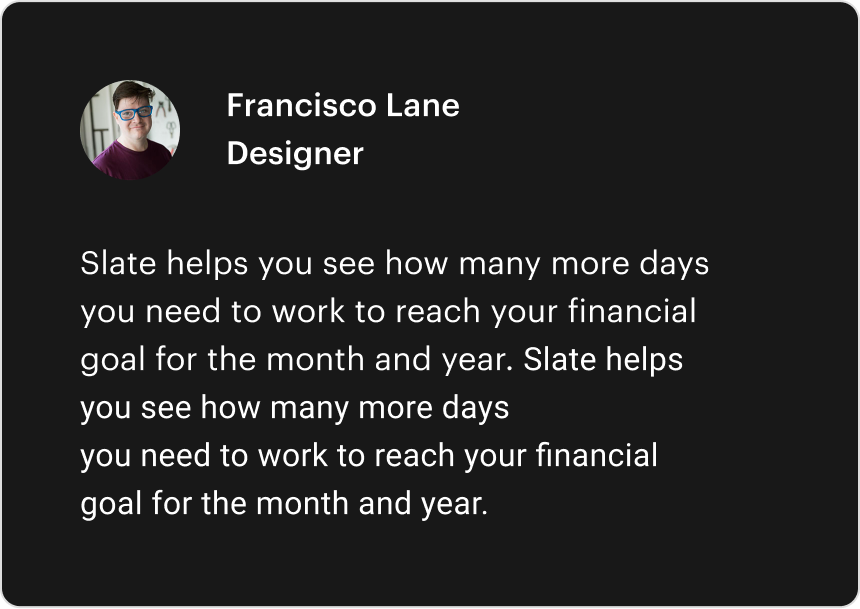 Francisco Lane
Designer
Slate helps you see how many more days
you need to work to reach your financial
goal for the month and year. Slate helps
you see how many more days
you need to work to reach your financial
goal for the month and year.